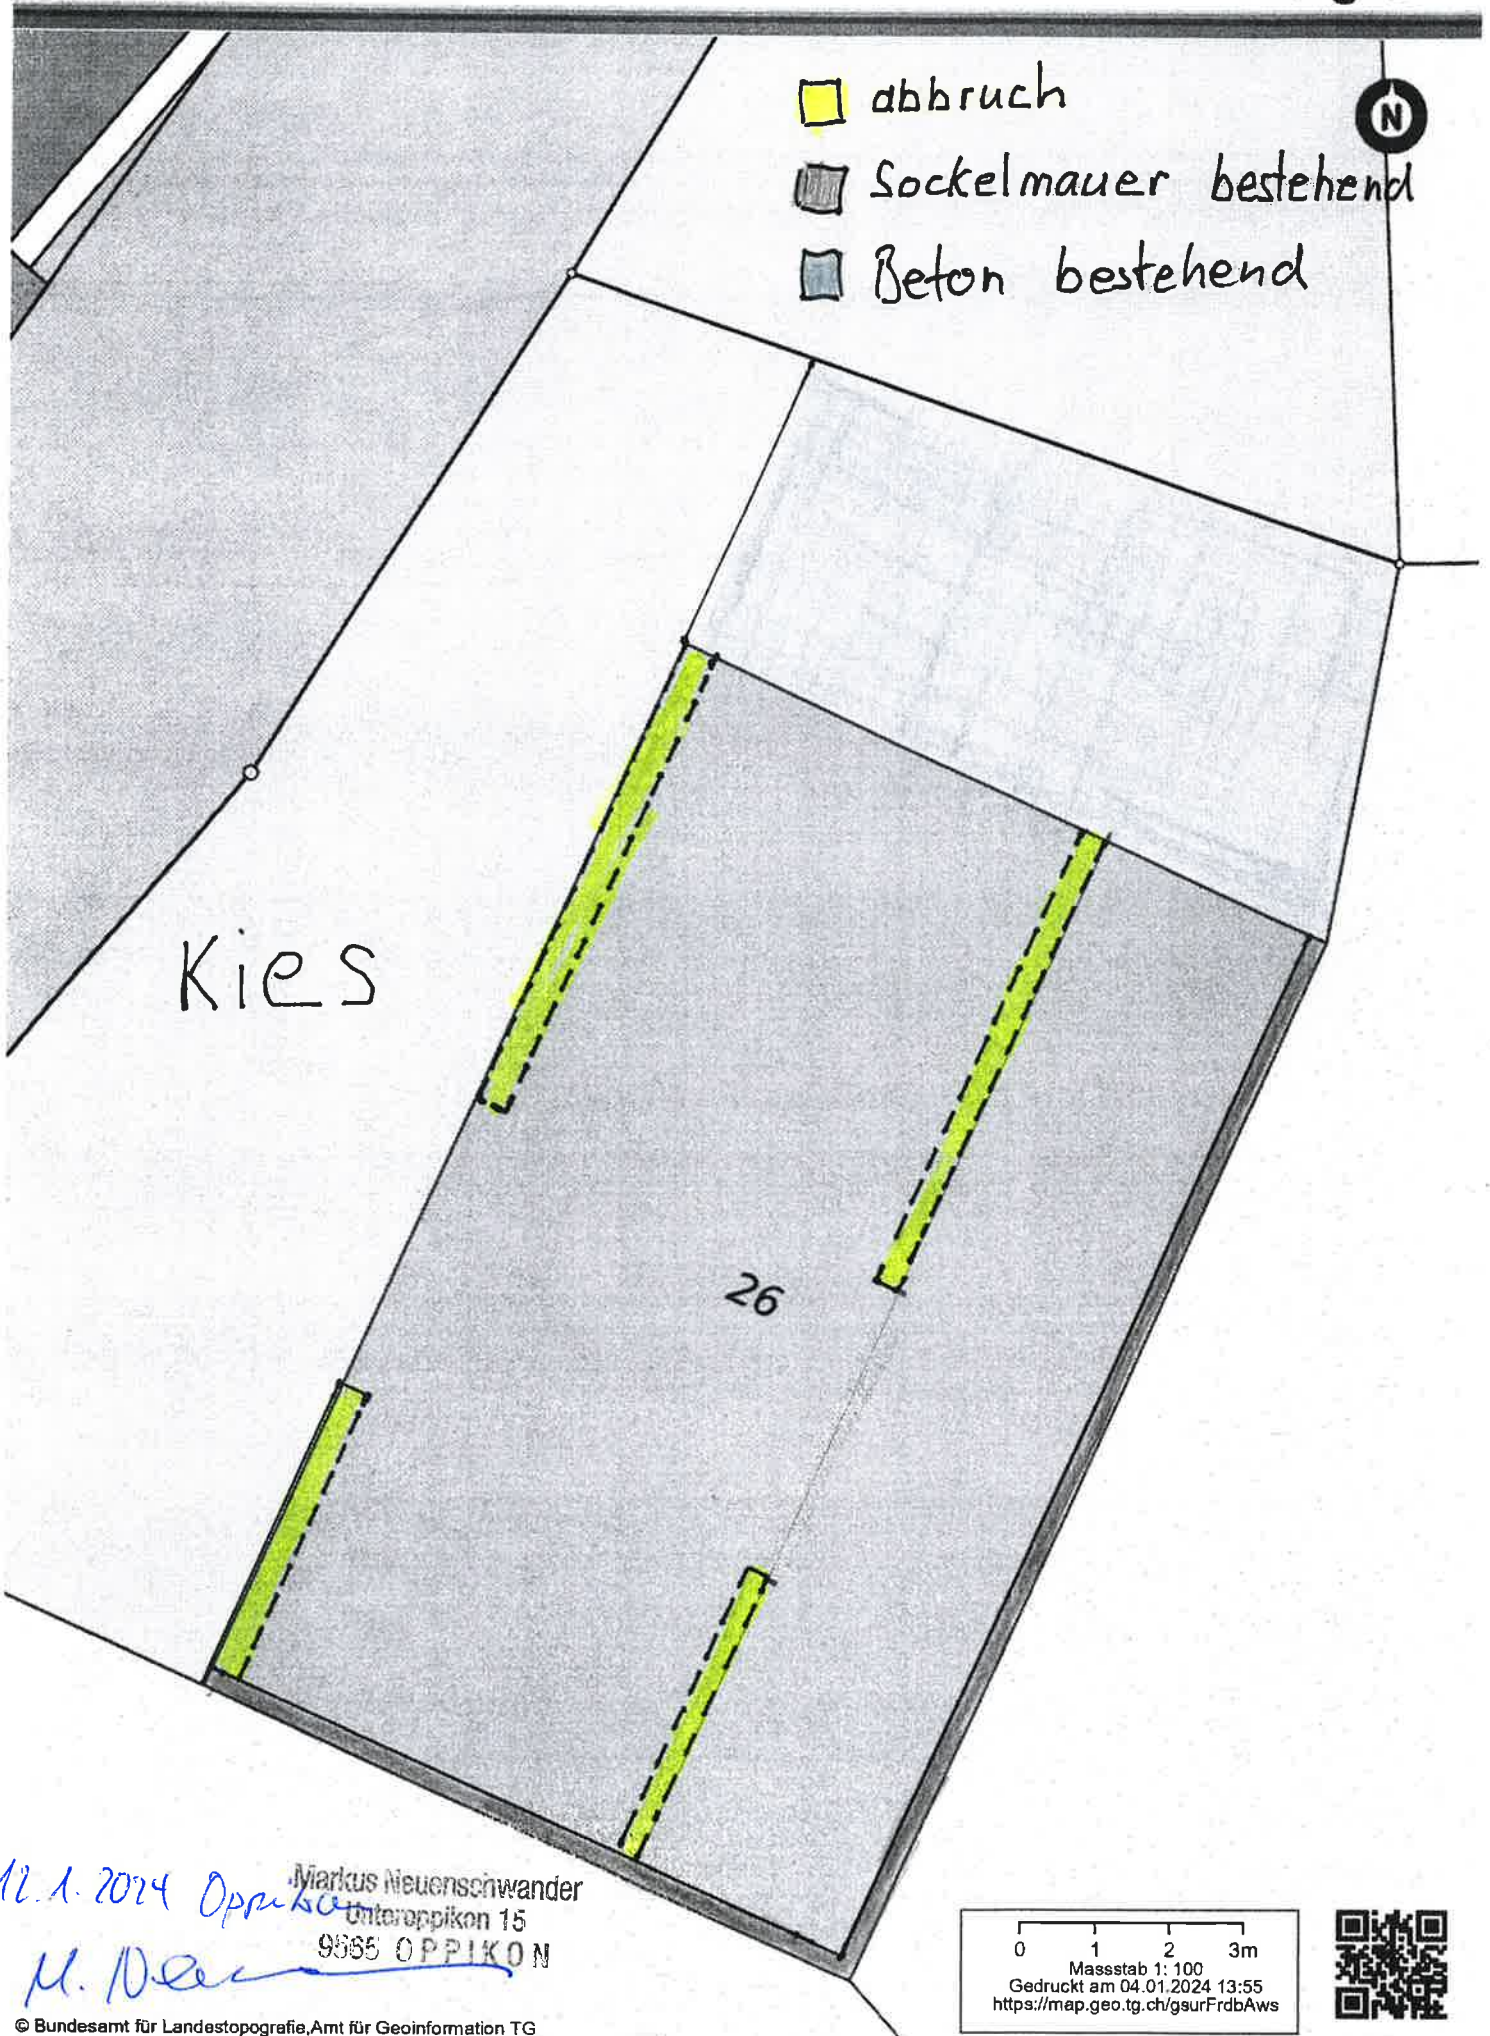 abbruch
N
Sockelmauer bestehend
Beton bestehend
Kies
26
12.1.2024 Oppikon
Markus Neuenschwander
Unteroppikon 15
9565 OPPIKON
0 1 2 3m
Massstab 1: 100
Gedruckt am 04.01.2024 13:55
https://map.geo.tg.ch/gsurFrdbAws
© Bundesamt für Landestopografie,Amt für Geoinformation TG